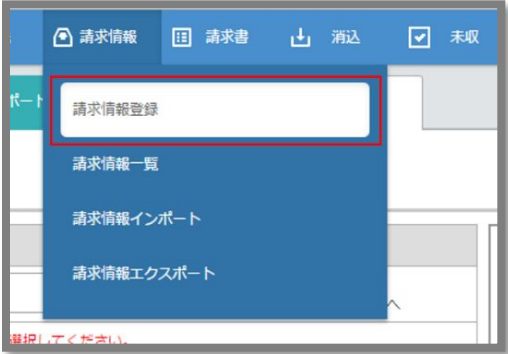 請求情報 請求書 消込 未収
ポート
請求情報登録
請求情報一覧
請求情報インポート
請求情報エクスポート
へ
選択してください。